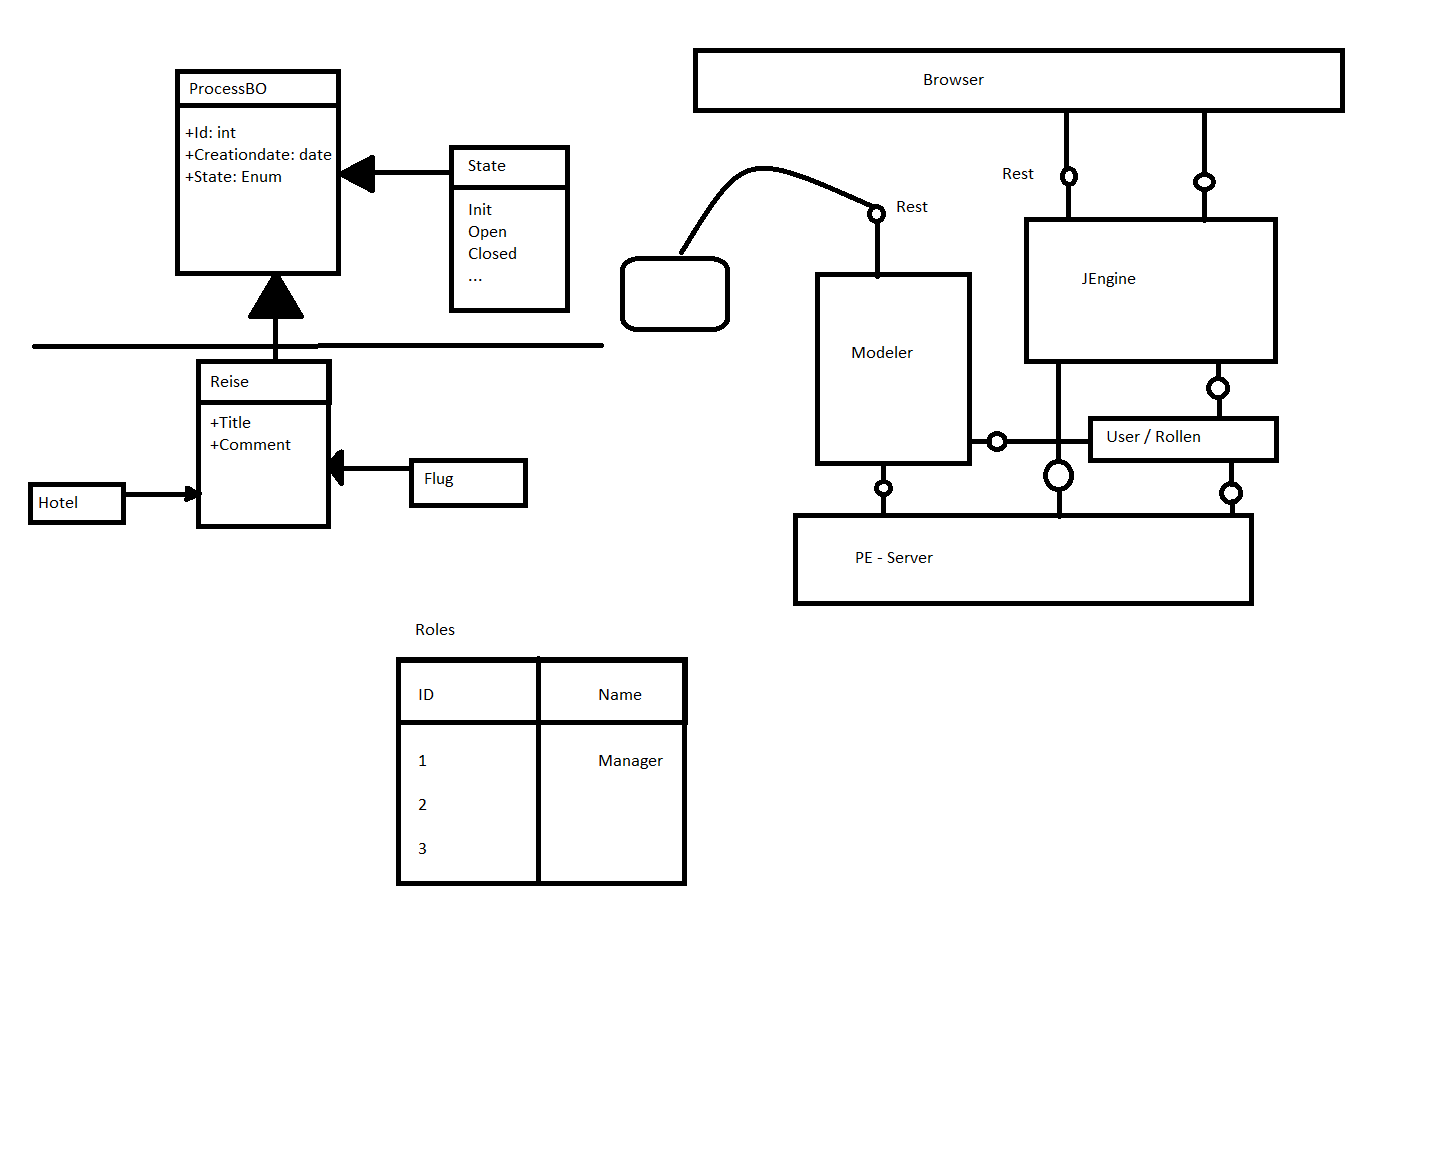 ProcessBO
+Id: int
+Creationdate: date
+State: Enum
State
Init
Open
Closed
...
Reise
+Title
+Comment
Hotel
Flug
Browser
Rest
Rest
JEngine
Modeler
User / Rollen
PE - Server
Roles
ID Name
1 Manager
2
3